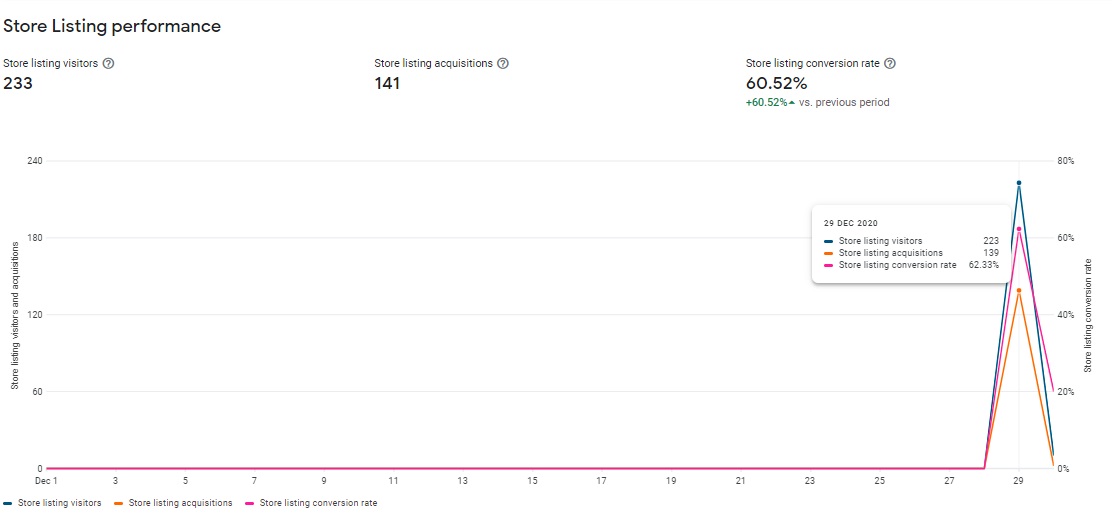 Store Listing performance
Store listing visitors ?
233
Store listing acquisitions ?
141
Store listing conversion rate ?
60.52%
+60.52% vs. previous period
240
180
120
60
0
80%
60%
40%
20%
0%
Store listing visitors and acquisitions
Store listing conversion rate
29 DEC 2020
Store listing visitors 223
Store listing acquisitions 139
Store listing conversion rate 62.33%
Dec 1 3 5 7 9 11 13 15 17 19 21 23 25 27 29
Store listing visitors Store listing acquisitions Store listing conversion rate